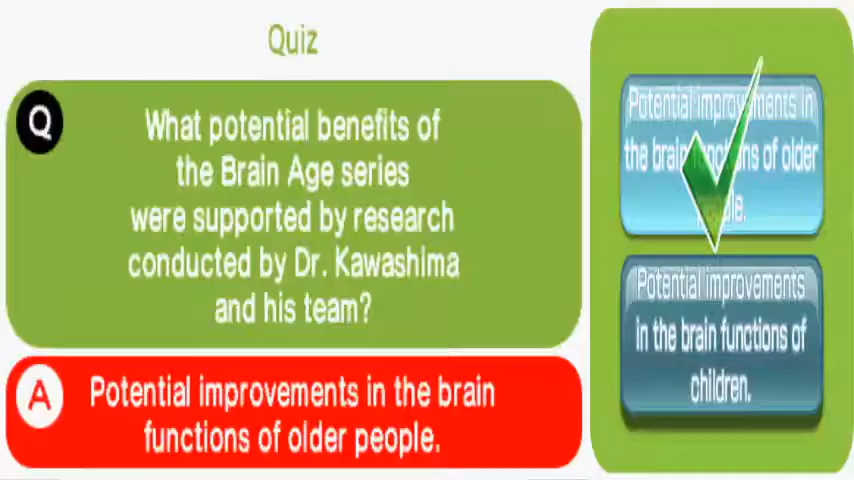 Quiz
Q
What potential benefits of
the Brain Age series
were supported by research
conducted by Dr. Kawashima
and his team?
A
Potential improvements in the brain
functions of older people.
Potential improvements in
the brain functions of older
people.
Potential improvements
in the brain functions of
children.